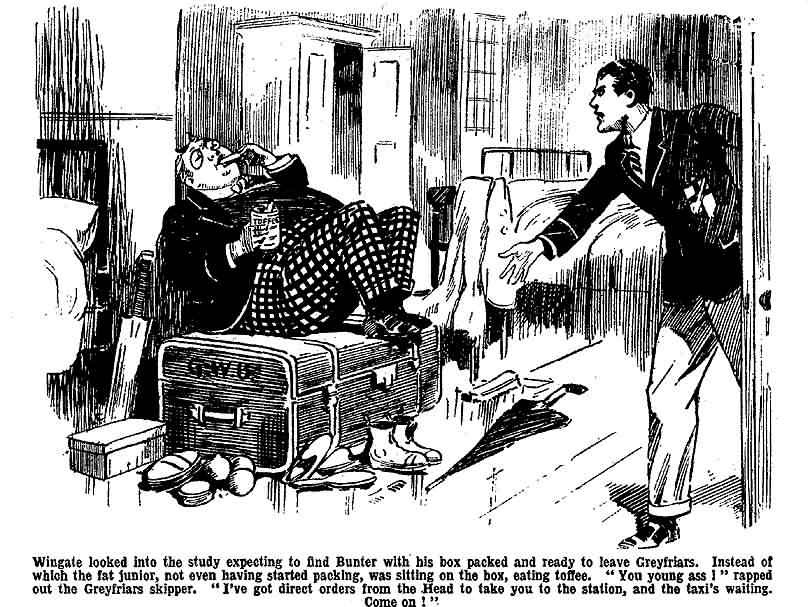 TOFFEE
G.W.U.
Wingate looked into the study expecting to find Bunter with his box packed and ready to leave Greyfriars. Instead of
which the fat junior, not even having started packing, was sitting on the box, eating toffee. "You young ass!" rapped
out the Greyfriars skipper. "I've got direct orders from the Head to take you to the station, and the taxi's waiting.
Come on!"